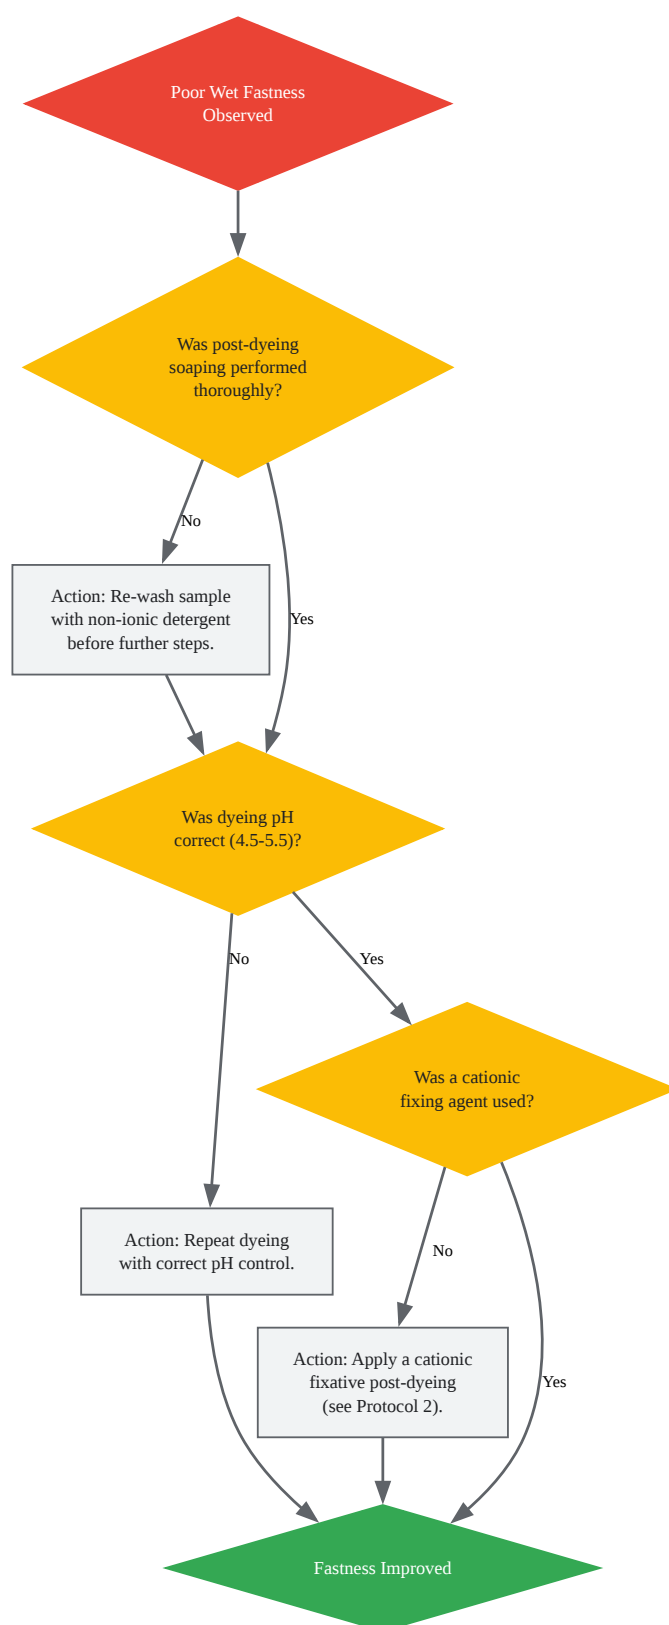 Poor Wet Fastness
Observed
Was post-dyeing
soaping performed
thoroughly?
No
Action: Re-wash sample
with non-ionic detergent
before further steps.
Yes
Was dyeing pH
correct (4.5-5.5)?
No
Yes
Was a cationic
fixing agent used?
Action: Repeat dyeing
with correct pH control.
No
Action: Apply a cationic
fixative post-dyeing
(see Protocol 2).
Yes
Fastness Improved